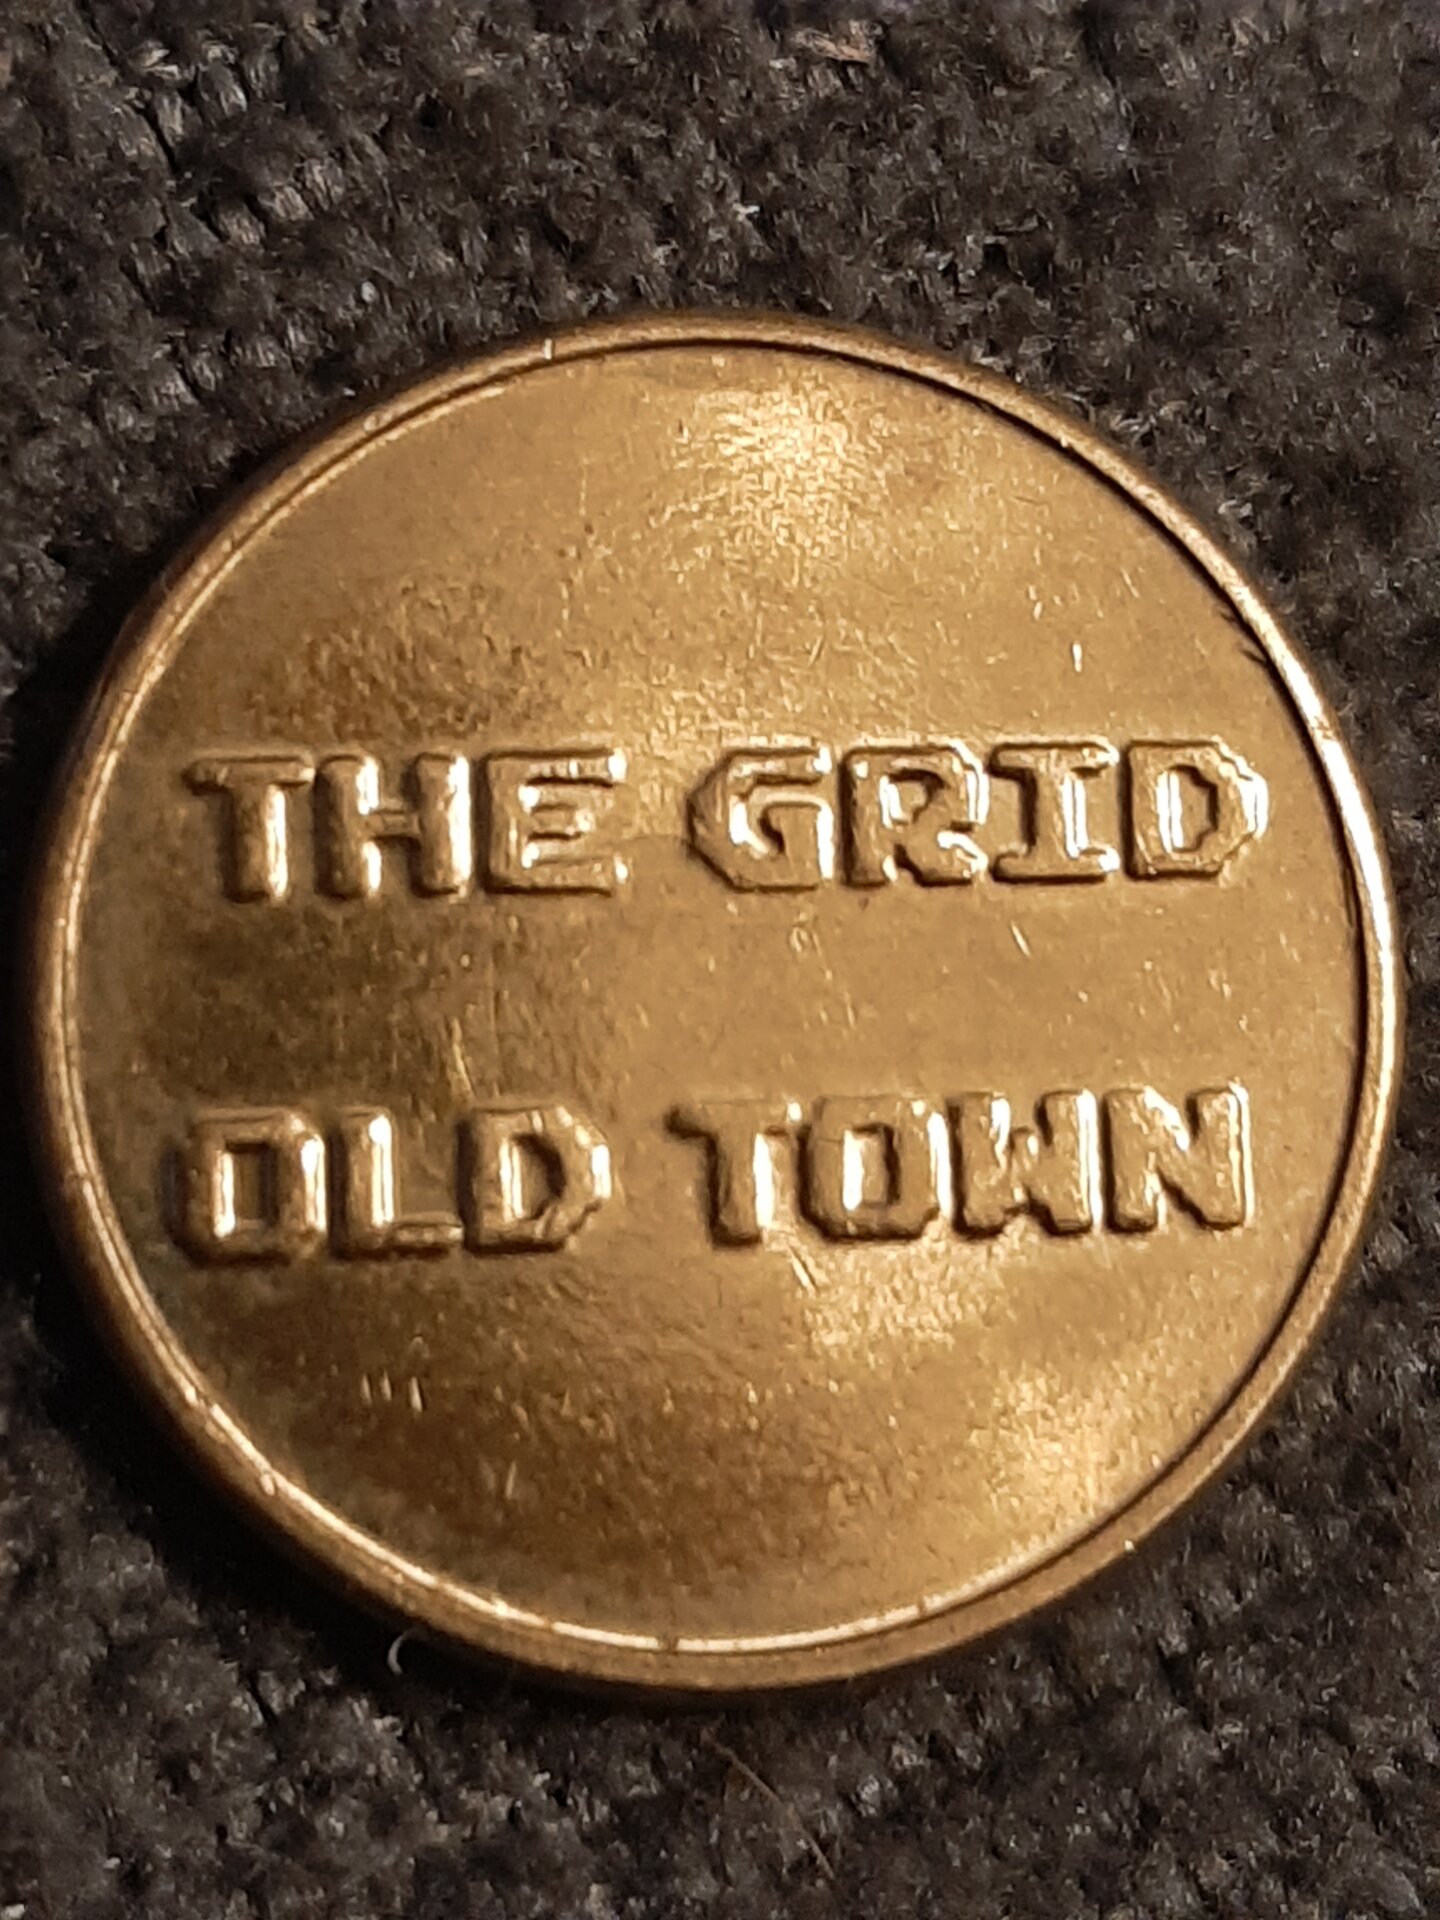 THE GRID
OLD TOWN